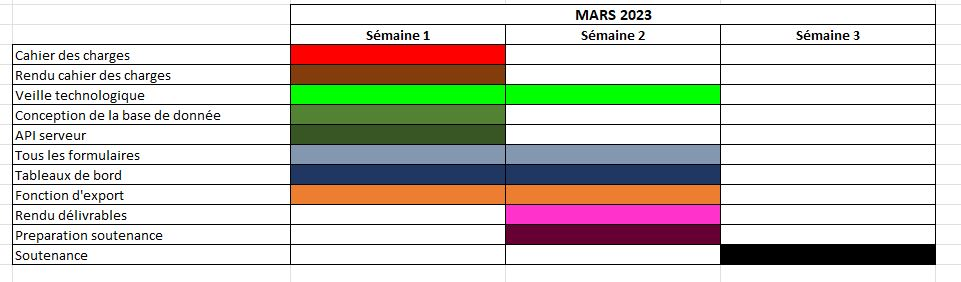 MARS 2023
Sémaine 1 Sémaine 2 Sémaine 3
Cahier des charges
Rendu cahier des charges
Veille technologique
Conception de la base de donnée
API serveur
Tous les formulaires
Tableaux de bord
Fonction d'export
Rendu délivrables
Preparation soutenance
Soutenance